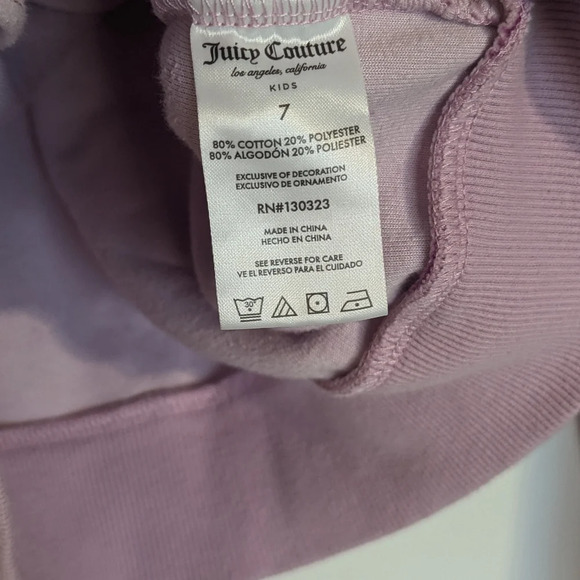 Juicy Couture
los angeles, california
KIDS
7
80% COTTON 20% POLYESTER
80% ALGODÓN 20% POLIESTER
EXCLUSIVE OF DECORATION
EXCLUSIVO DE ORNAMENTO
RN#130323
MADE IN CHINA
HECHO EN CHINA
SEE REVERSE FOR CARE
VE EL REVERSO PARA EL CUIDADO
30°